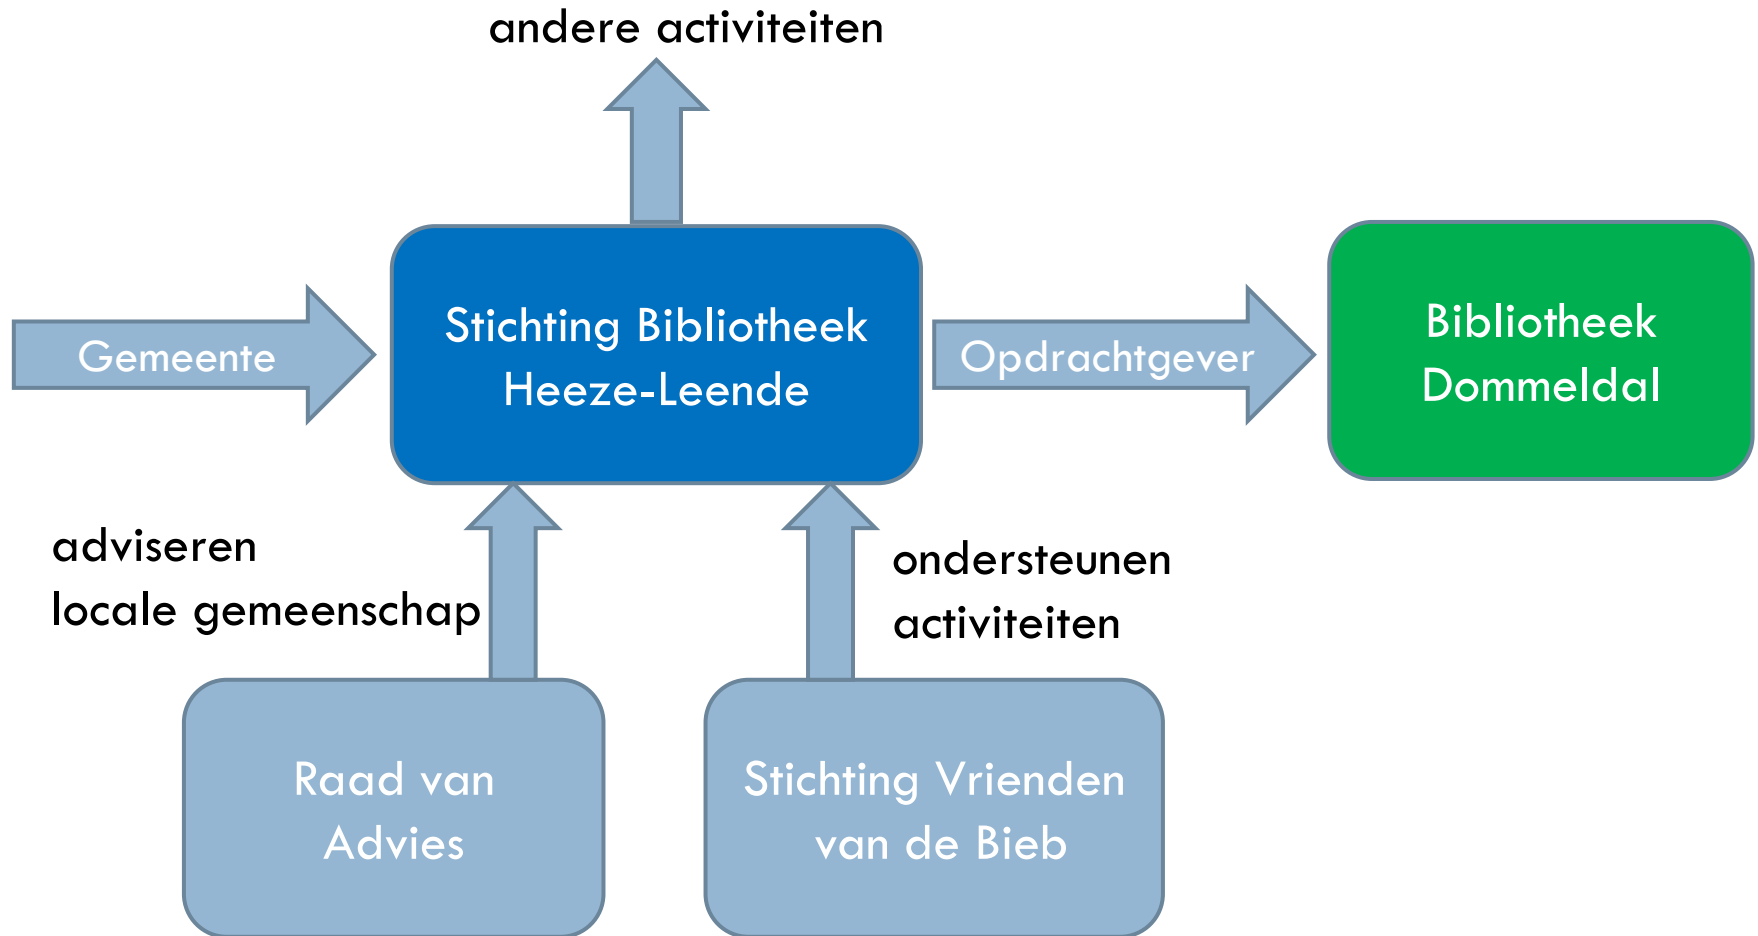 andere activiteiten
Gemeente
Stichting Bibliotheek
Heeze-Leende
Opdrachtgever
Bibliotheek
Dommeldal
adviseren
locale gemeenschap
ondersteunen
activiteiten
Raad van
Advies
Stichting Vrienden
van de Bieb